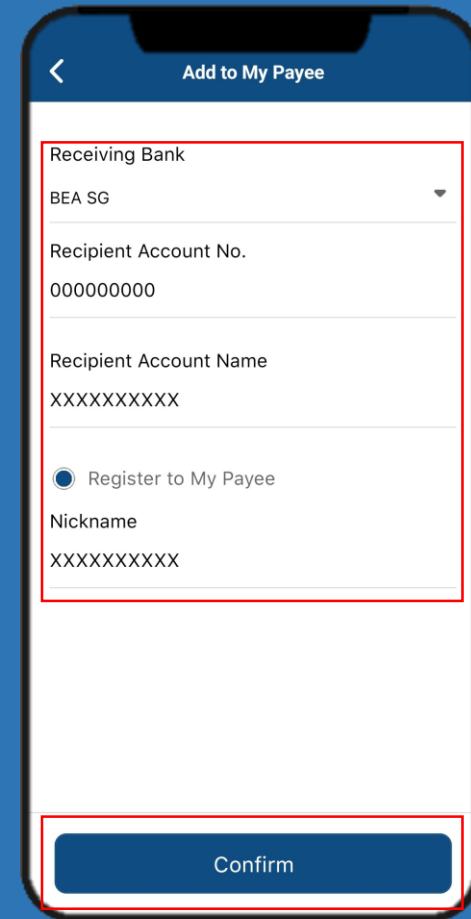 Add to My Payee
Receiving Bank
BEA SG
Recipient Account No.
000000000
Recipient Account Name
XXXXXXXXXX
Register to My Payee
Nickname
XXXXXXXXXX
Confirm